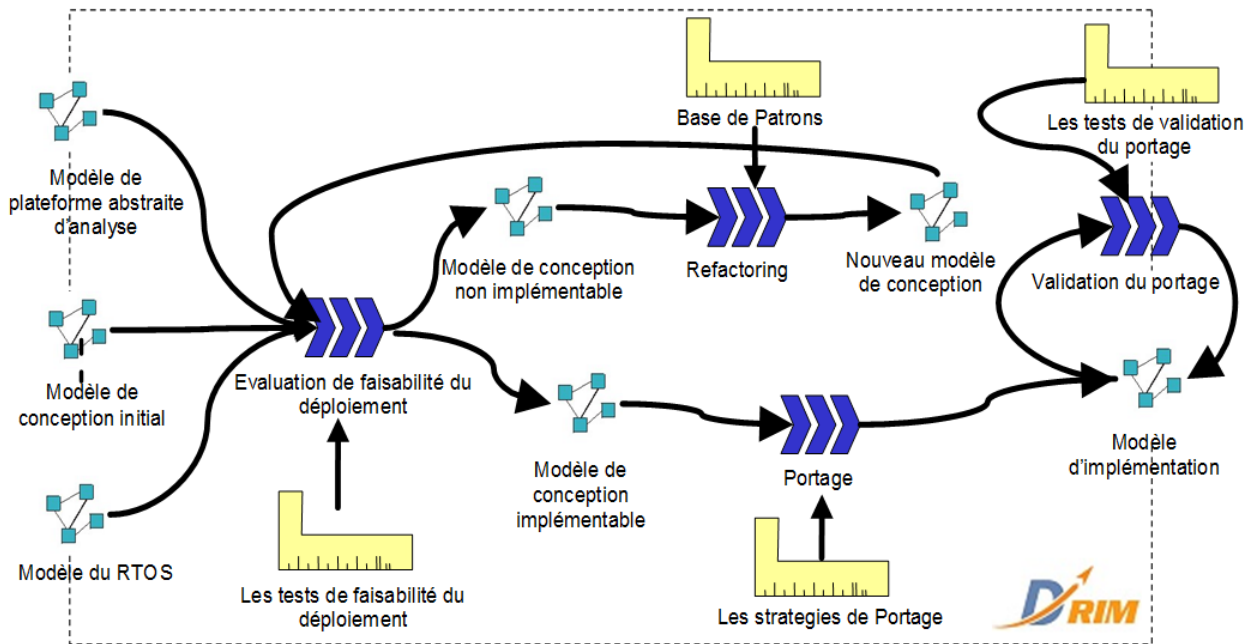 Base de Patrons
Les tests de validation
du portage
Modèle de
plateforme abstraite
d'analyse
Modèle de conception
non implémentable
Refactoring
Nouveau modèle
de conception
Validation du portage
Modèle de
conception initial
Evaluation de faisabilité du
déploiement
Modèle de
conception
implémentable
Portage
Modèle
d'implémentation
Modèle du RTOS
Les tests de faisabilité du
déploiement
Les strategies de Portage
DRIM